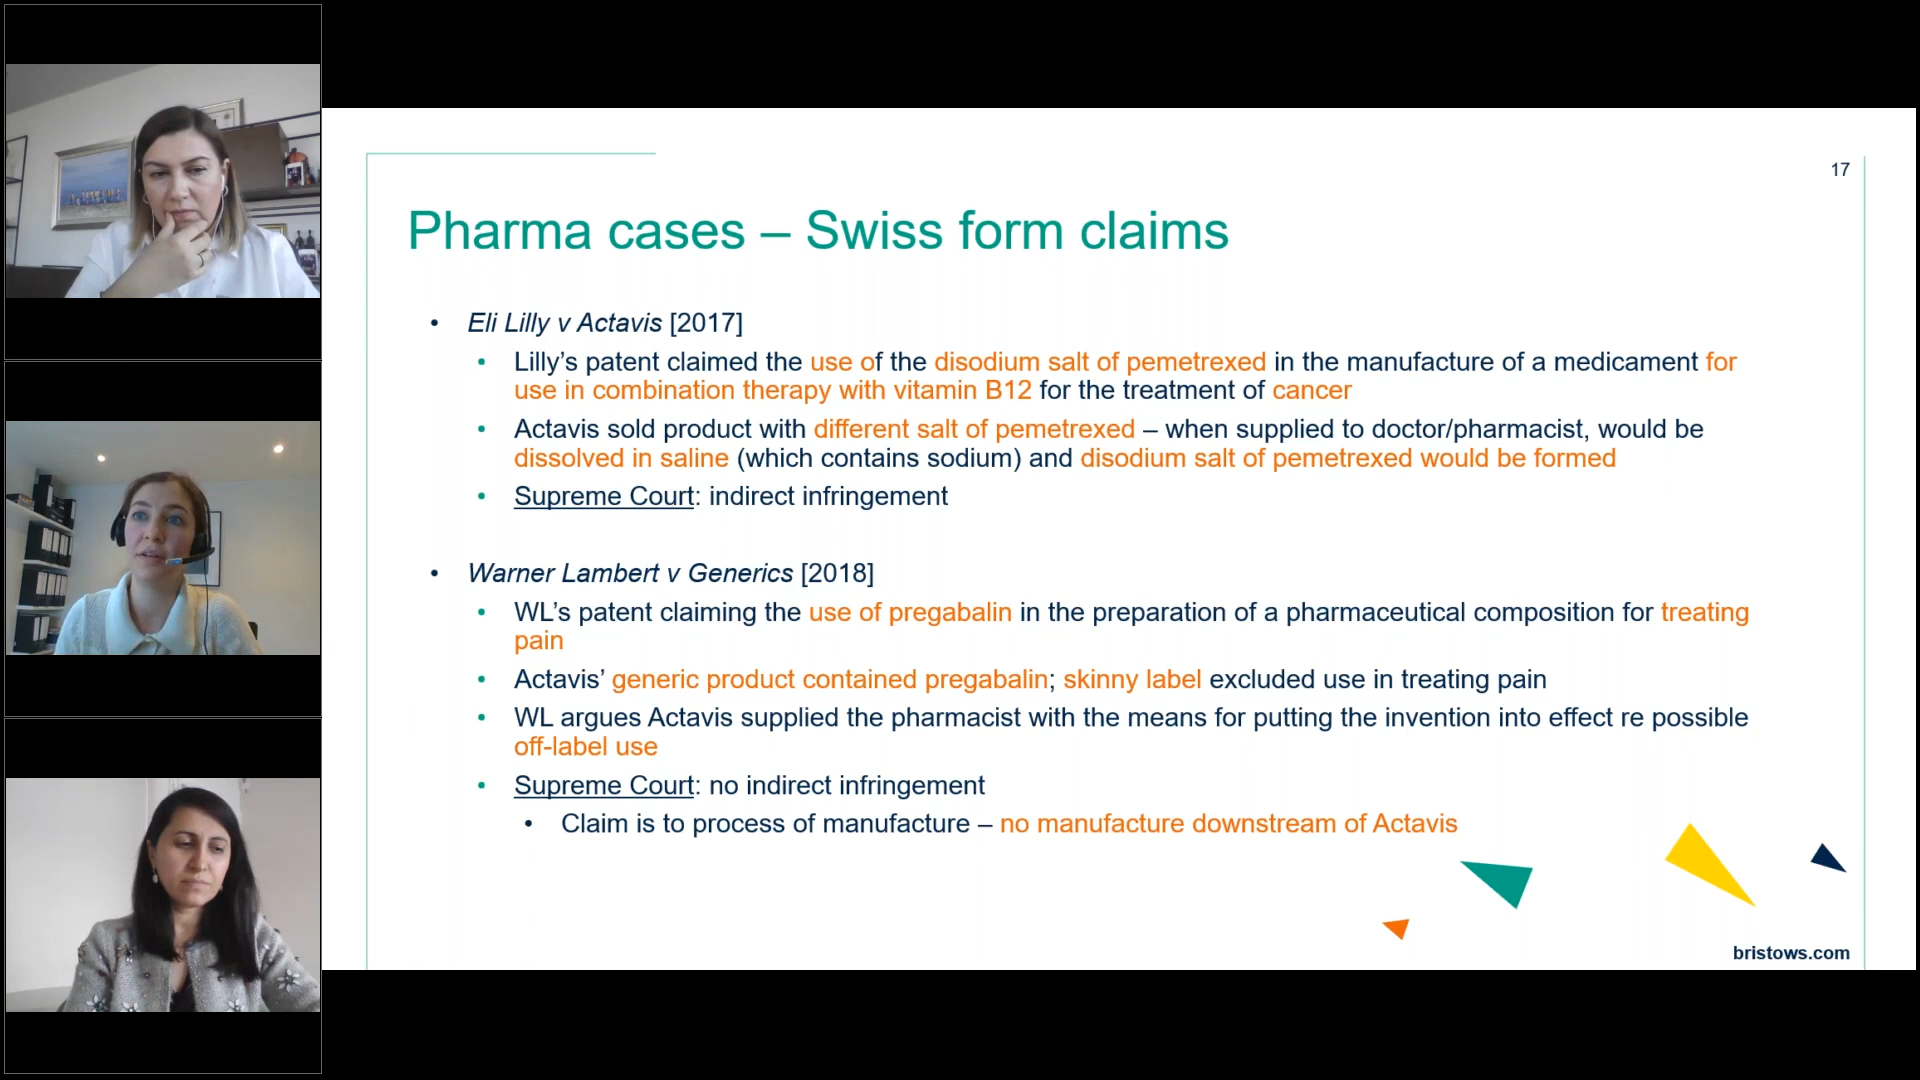 17
Pharma cases – Swiss form claims
• Eli Lilly v Actavis [2017]
• Lilly’s patent claimed the use of the disodium salt of pemetrexed in the manufacture of a medicament for
use in combination therapy with vitamin B12 for the treatment of cancer
• Actavis sold product with different salt of pemetrexed – when supplied to doctor/pharmacist, would be
dissolved in saline (which contains sodium) and disodium salt of pemetrexed would be formed
• Supreme Court: indirect infringement
• Warner Lambert v Generics [2018]
• WL’s patent claiming the use of pregabalin in the preparation of a pharmaceutical composition for treating
pain
• Actavis’ generic product contained pregabalin; skinny label excluded use in treating pain
• WL argues Actavis supplied the pharmacist with the means for putting the invention into effect re possible
off-label use
• Supreme Court: no indirect infringement
• Claim is to process of manufacture – no manufacture downstream of Actavis
bristows.com